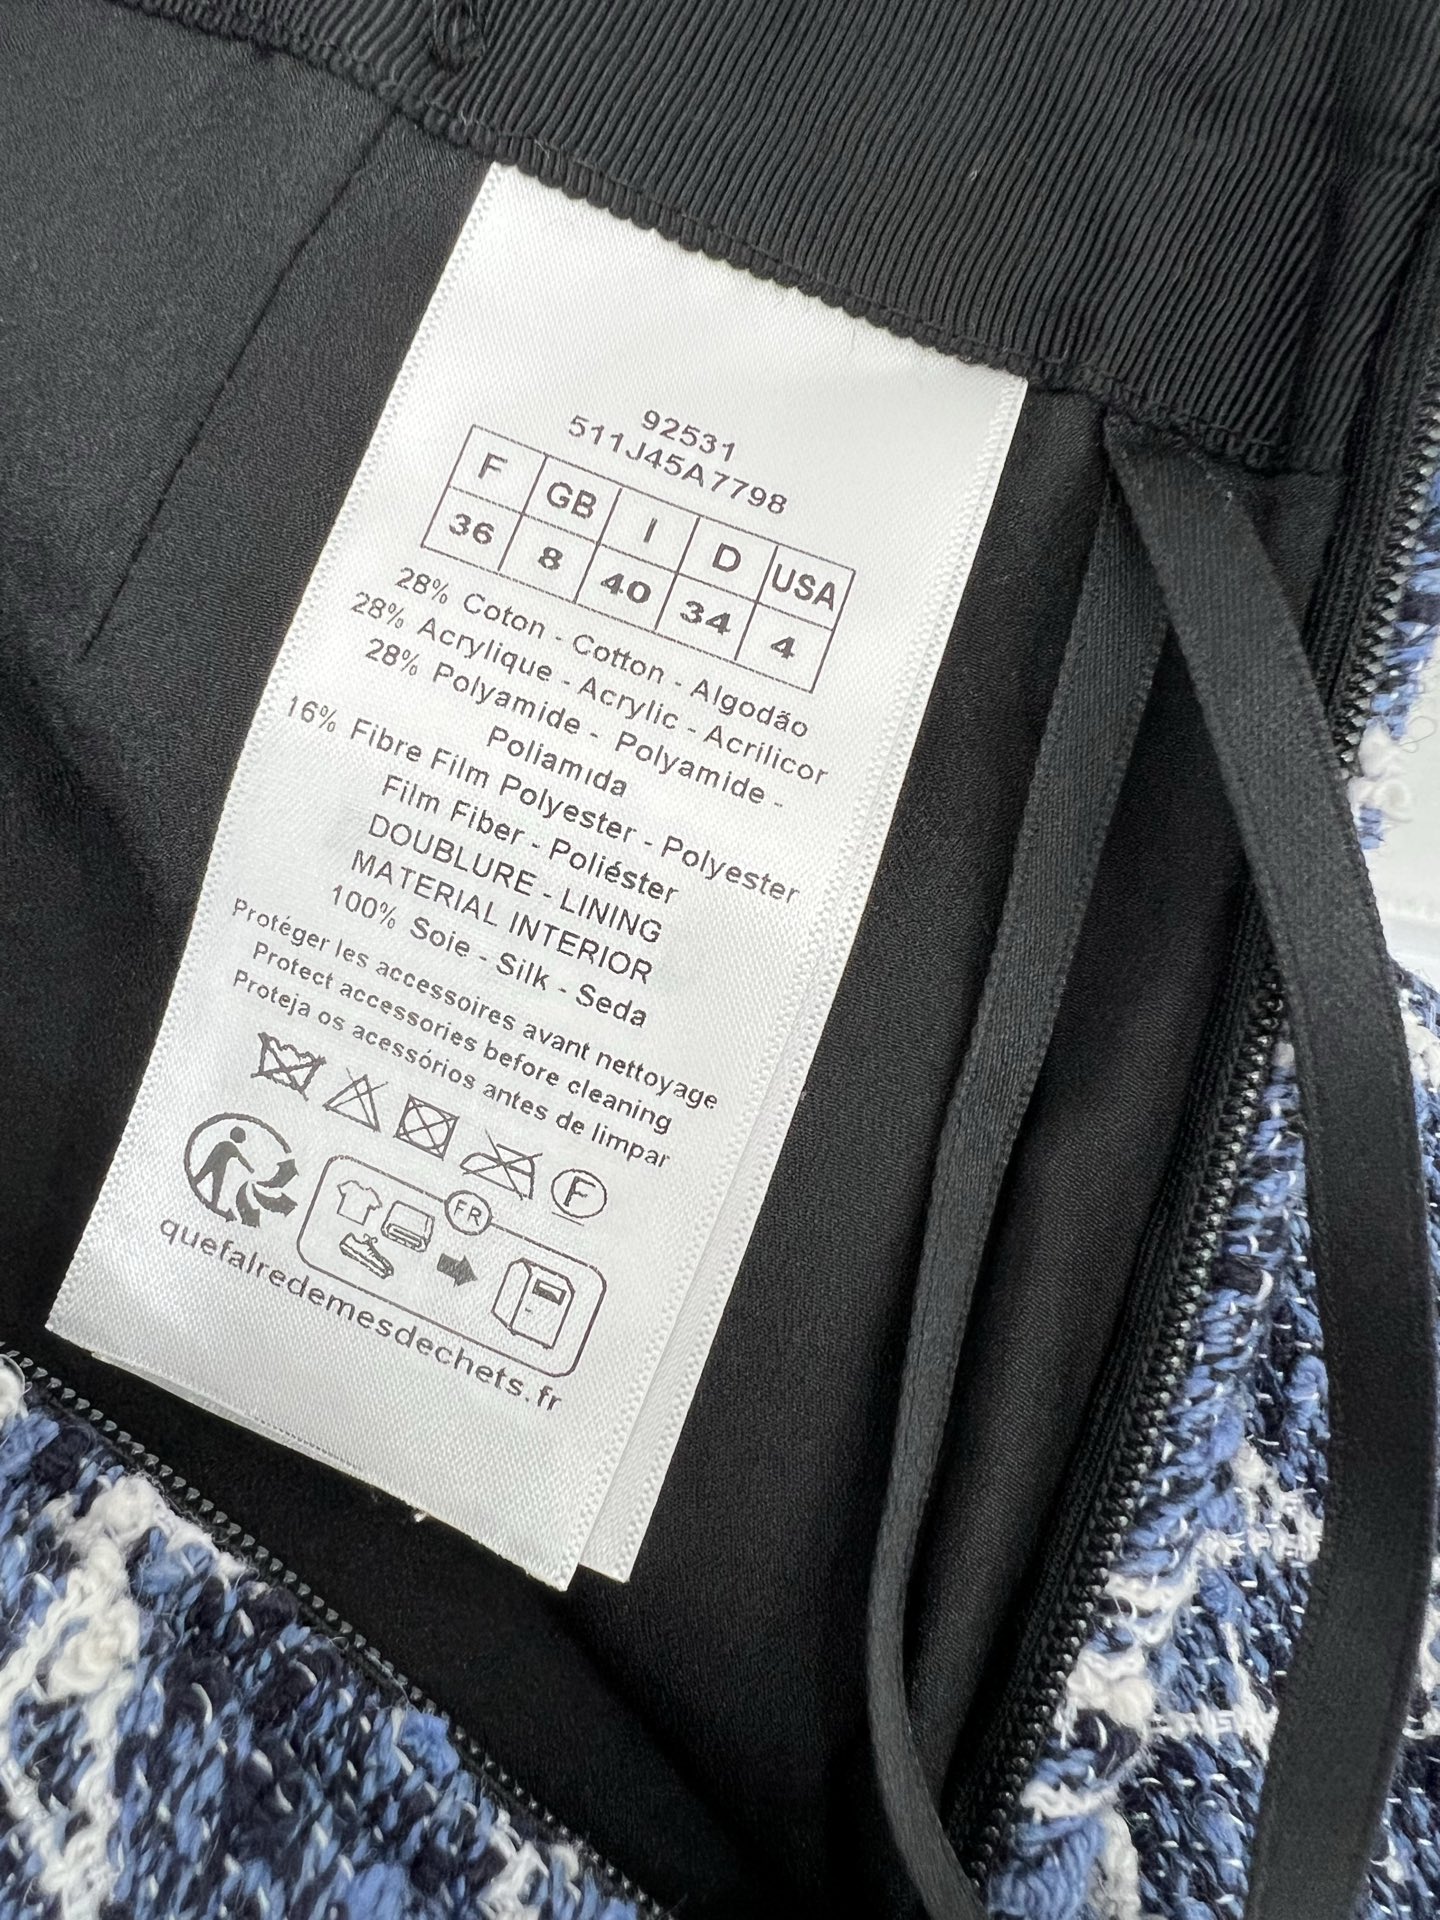 92531
511J45A7798
F GB I D USA
36 8 40 34 4
28% Coton - Cotton - Algodão
28% Acrylique - Acrylic - Acrilicor
28% Polyamide - Polyamide -
Poliamida
16% Fibre Film Polyester - Polyester
Film Fiber - Poliéster
DOUBLURE - LINING
MATERIAL INTERIOR
100% Soie - Silk - Seda
Protéger les accessoires avant nettoyage
Protect accessories before cleaning
Proteja os acessórios antes de limpar
F
FR
quefairedemesdechets.fr